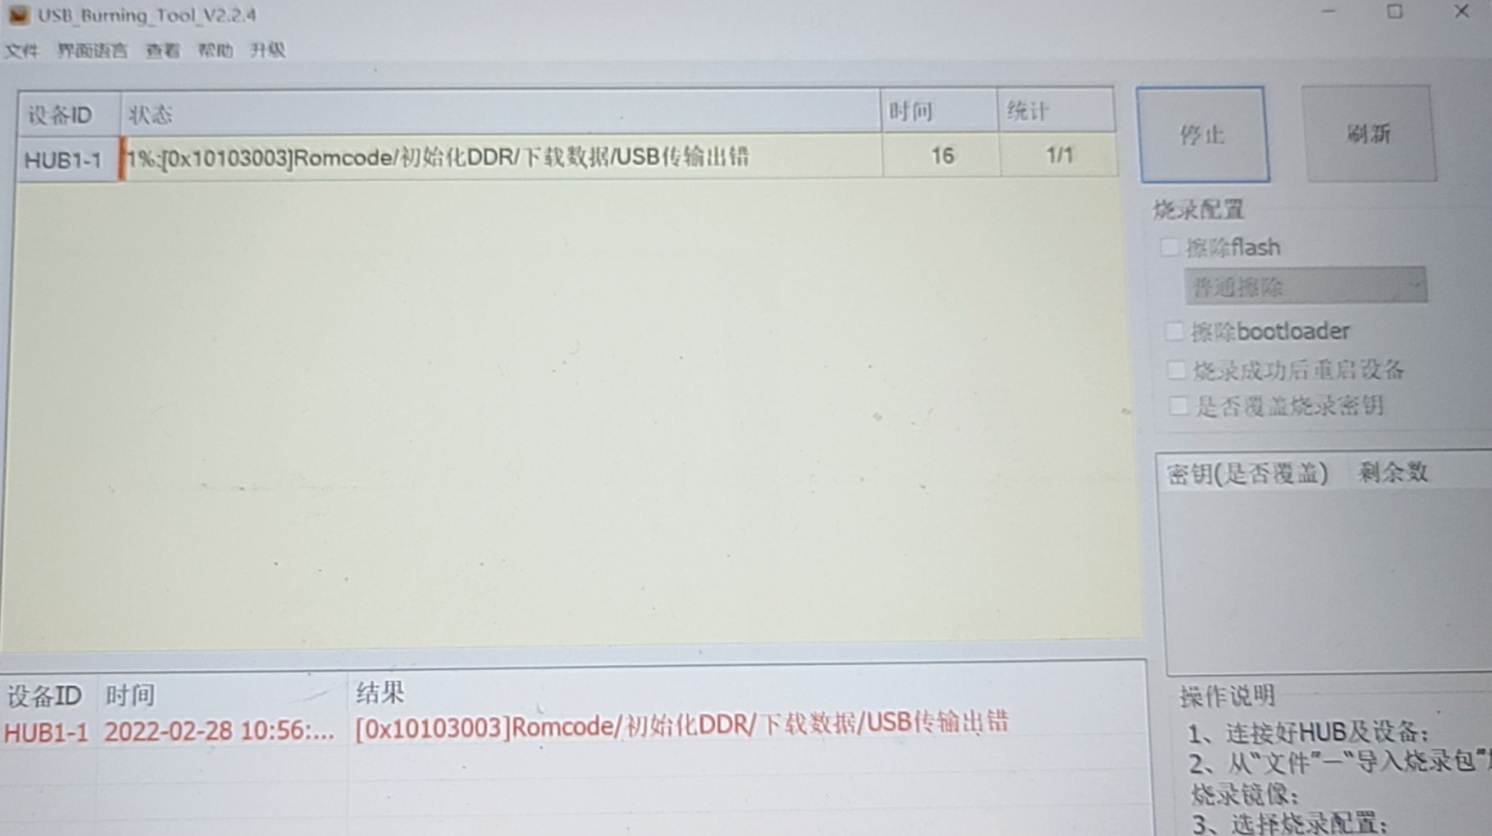 USB_Burning_Tool_V2.2.4
文件 界面语言 查看 帮助 升级
设备ID 状态 时间 统计
HUB1-1 1%:[0x10103003]Romcode/初始化DDR/下载数据/USB传输出错 16 1/1
停止 刷新
烧录配置
擦除flash
普通擦除
擦除bootloader
烧录成功后重启设备
是否覆盖烧录密钥
密钥(是否覆盖) 剩余数
设备ID 时间 结果
HUB1-1 2022-02-28 10:56:... [0x10103003]Romcode/初始化DDR/下载数据/USB传输出错
操作说明
1、连接好HUB及设备;
2、从“文件”—“导入烧录包”
烧录镜像;
3、选择烧录配置;